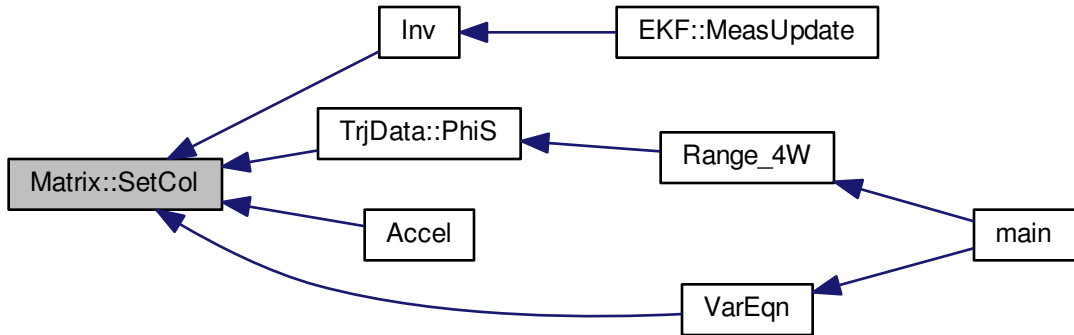 Inv
EKF::MeasUpdate
TrjData::PhiS
Range_4W
Matrix::SetCol
Accel
main
VarEqn